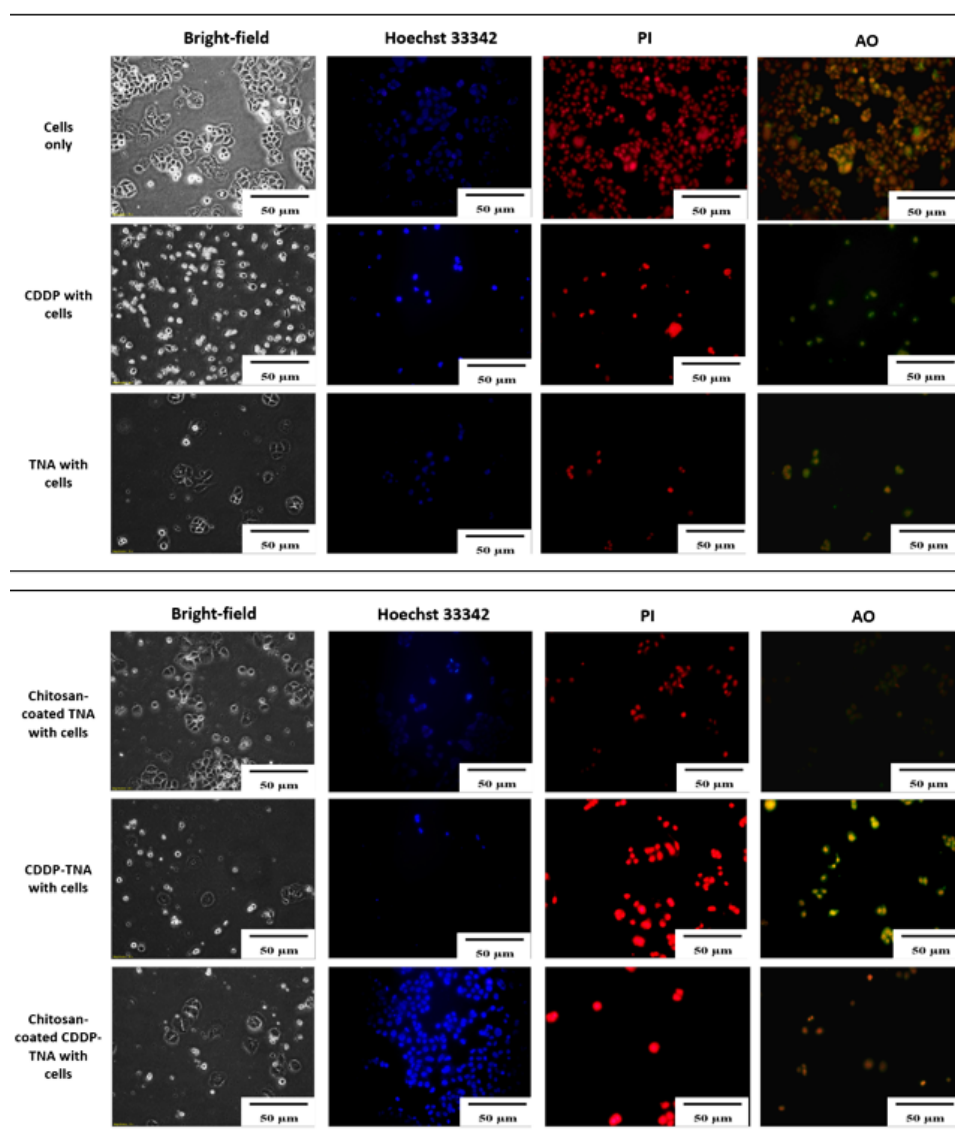 Bright-field Hoechst 33342 PI AO
Cells
only
50 μm 50 μm 50 μm 50 μm
CDDP with
cells
50 μm 50 μm 50 μm 50 μm
TNA with
cells
50 μm 50 μm 50 μm 50 μm
Bright-field Hoechst 33342 PI AO
Chitosan-
coated TNA
with cells
50 μm 50 μm 50 μm 50 μm
CDDP-TNA
with cells
50 μm 50 μm 50 μm 50 μm
Chitosan-
coated CDDP-
TNA with
cells
50 μm 50 μm 50 μm 50 μm